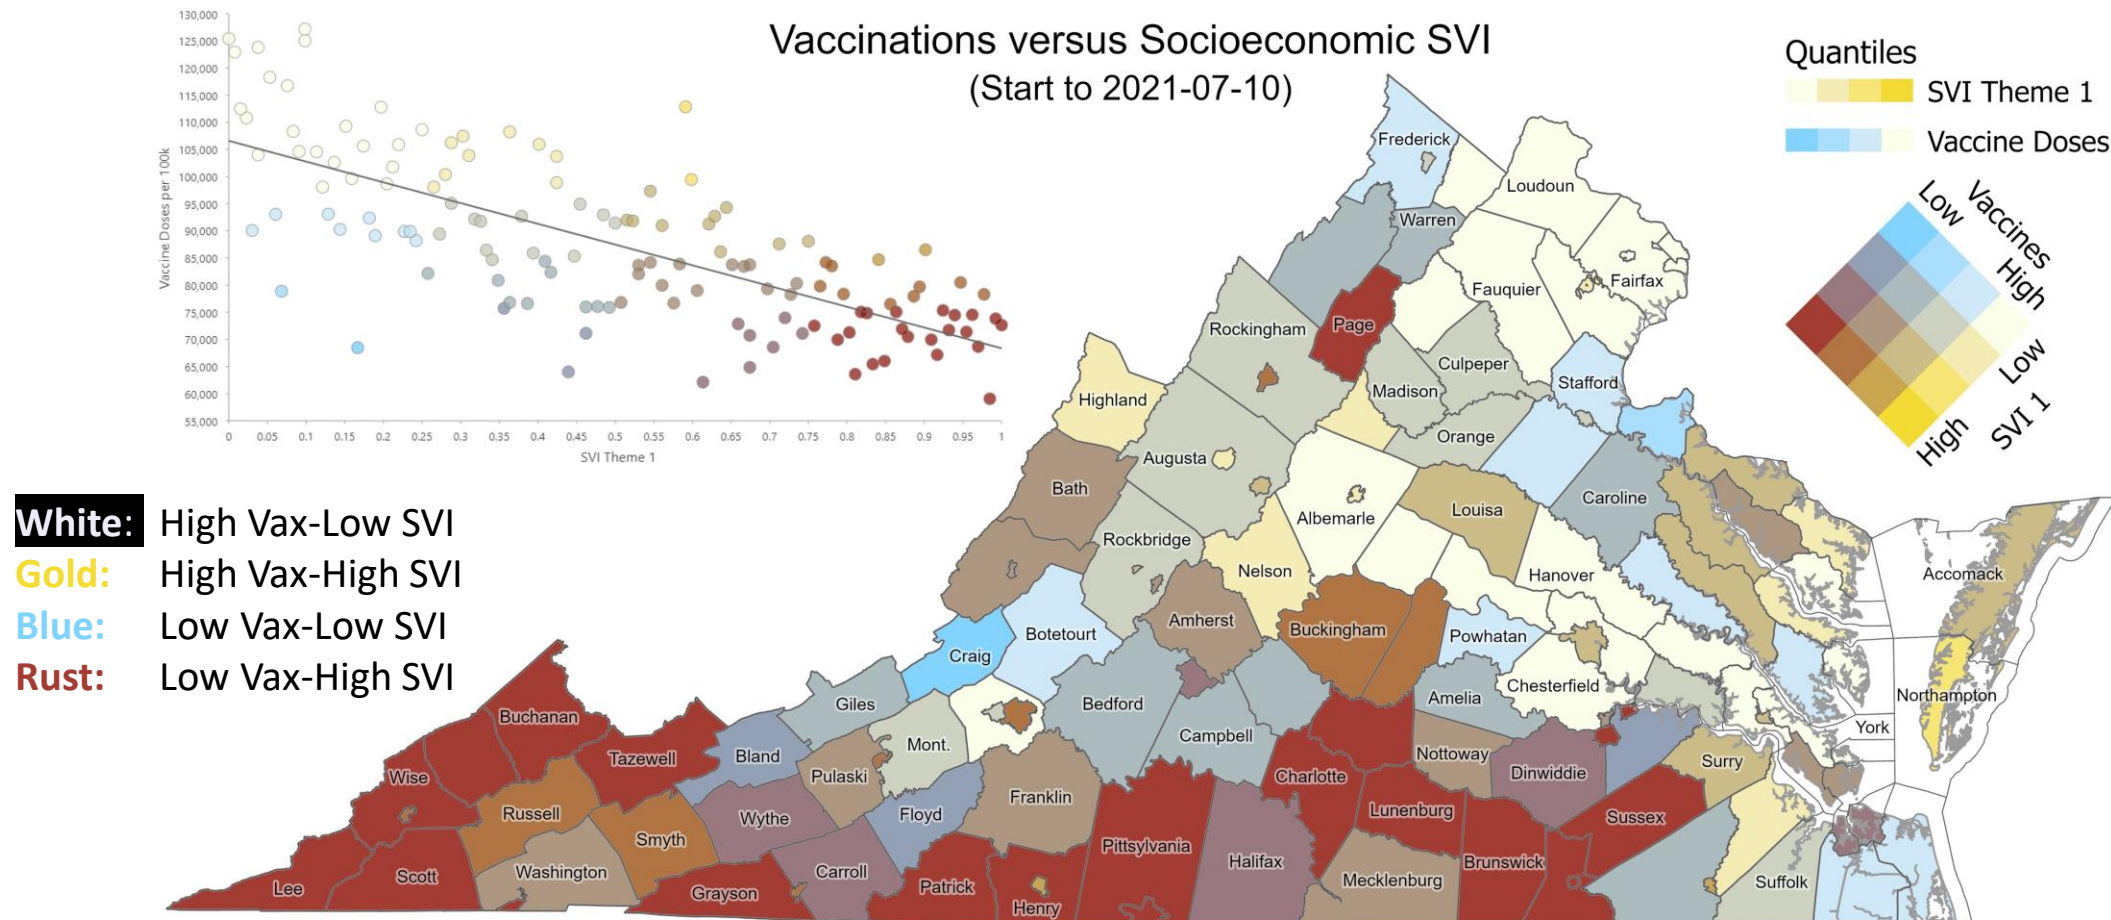 Vaccinations versus Socioeconomic SVI
(Start to 2021-07-10)
130,000
125,000
120,000
115,000
110,000
105,000
100,000
95,000
90,000
85,000
80,000
75,000
70,000
65,000
60,000
55,000
Vaccine Doses per 100k
0 0.05 0.1 0.15 0.2 0.25 0.3 0.35 0.4 0.45 0.5 0.55 0.6 0.65 0.7 0.75 0.8 0.85 0.9 0.95 1
SVI Theme 1
Quantiles
SVI Theme 1
Vaccine Doses
Low
Vaccines
High
Low
SVI 1
High
White: High Vax-Low SVI
Gold: High Vax-High SVI
Blue: Low Vax-Low SVI
Rust: Low Vax-High SVI
Frederick
Loudoun
Warren
Fairfax
Fauquier
Rockingham
Page
Culpeper
Stafford
Madison
Highland
Orange
Augusta
Bath
Caroline
Louisa
Albemarle
Rockbridge
Nelson
Hanover
Accomack
Amherst
Buckingham
Botetourt
Powhatan
Craig
Chesterfield
Northampton
Giles
Bedford
Amelia
Buchanan
York
Campbell
Mont.
Bland
Tazewell
Nottoway
Surry
Wise
Pulaski
Charlotte
Dinwiddie
Franklin
Russell
Wythe
Floyd
Lunenburg
Sussex
Smyth
Pittsylvania
Halifax
Brunswick
Washington
Carroll
Scott
Lee
Grayson
Patrick
Mecklenburg
Suffolk
Henry